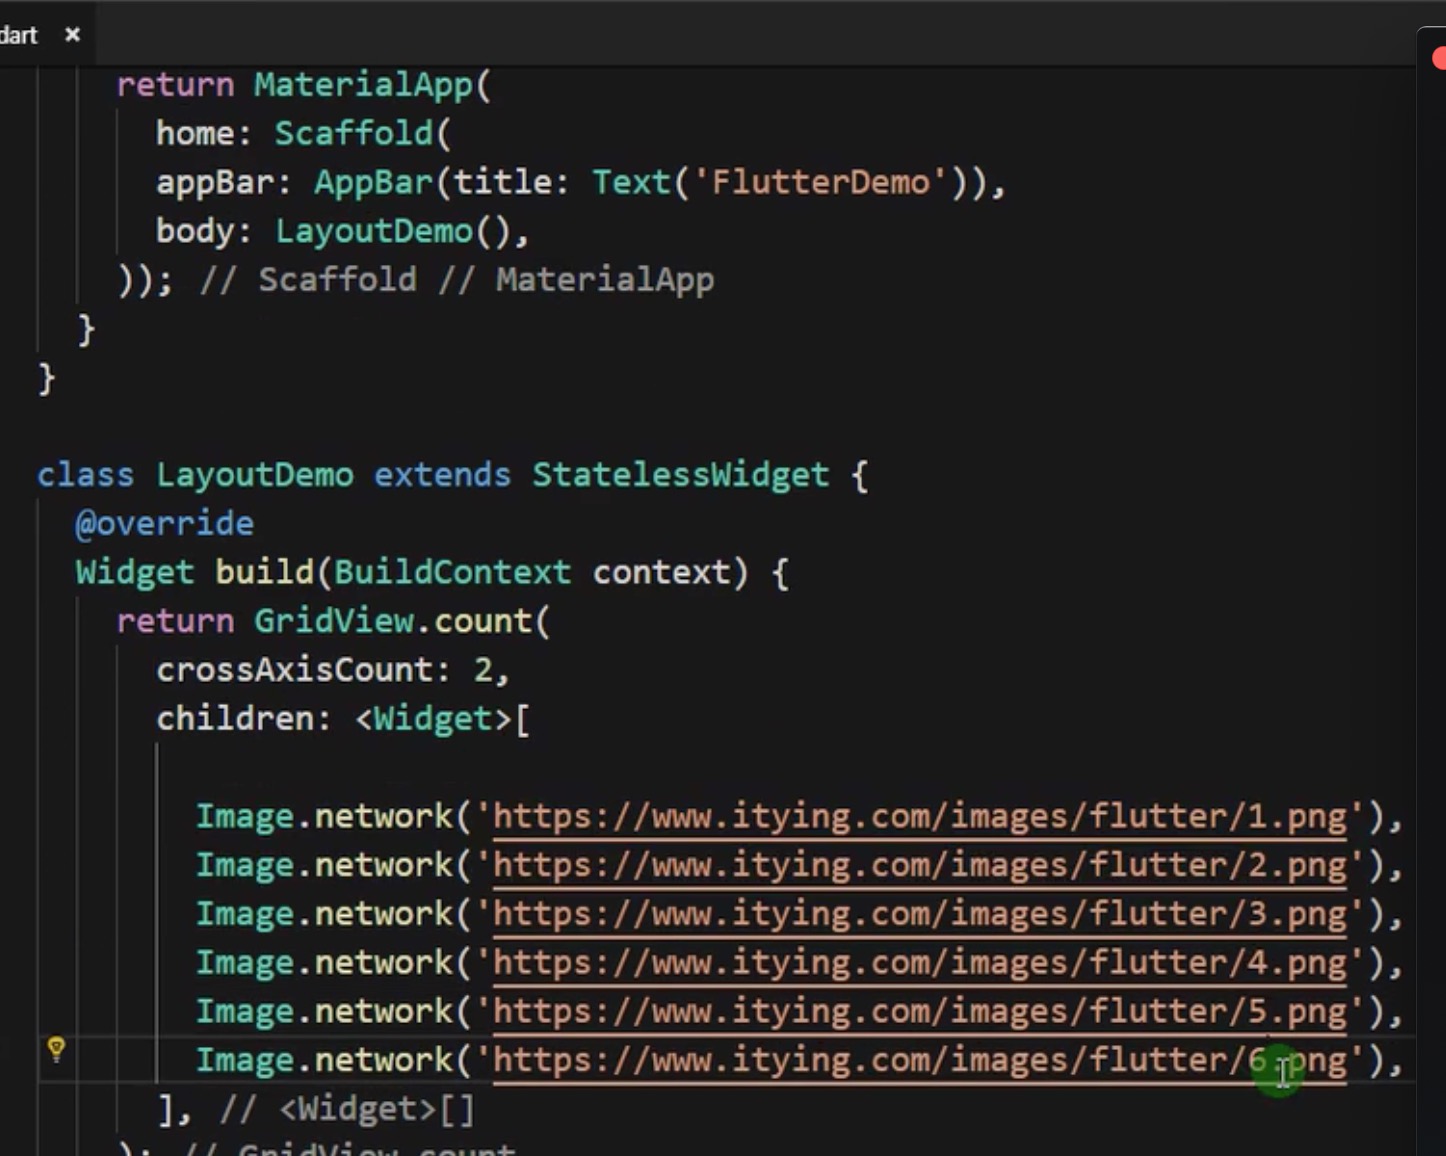 dart ×
return MaterialApp(
home: Scaffold(
appBar: AppBar(title: Text('FlutterDemo')),
body: LayoutDemo(),
)); // Scaffold // MaterialApp
}
}
class LayoutDemo extends StatelessWidget {
@override
Widget build(BuildContext context) {
return GridView.count(
crossAxisCount: 2,
children: <Widget>[
Image.network('https://www.itying.com/images/flutter/1.png'),
Image.network('https://www.itying.com/images/flutter/2.png'),
Image.network('https://www.itying.com/images/flutter/3.png'),
Image.network('https://www.itying.com/images/flutter/4.png'),
Image.network('https://www.itying.com/images/flutter/5.png'),
Image.network('https://www.itying.com/images/flutter/6.png'),
], // <Widget>[]
); // GridView.count